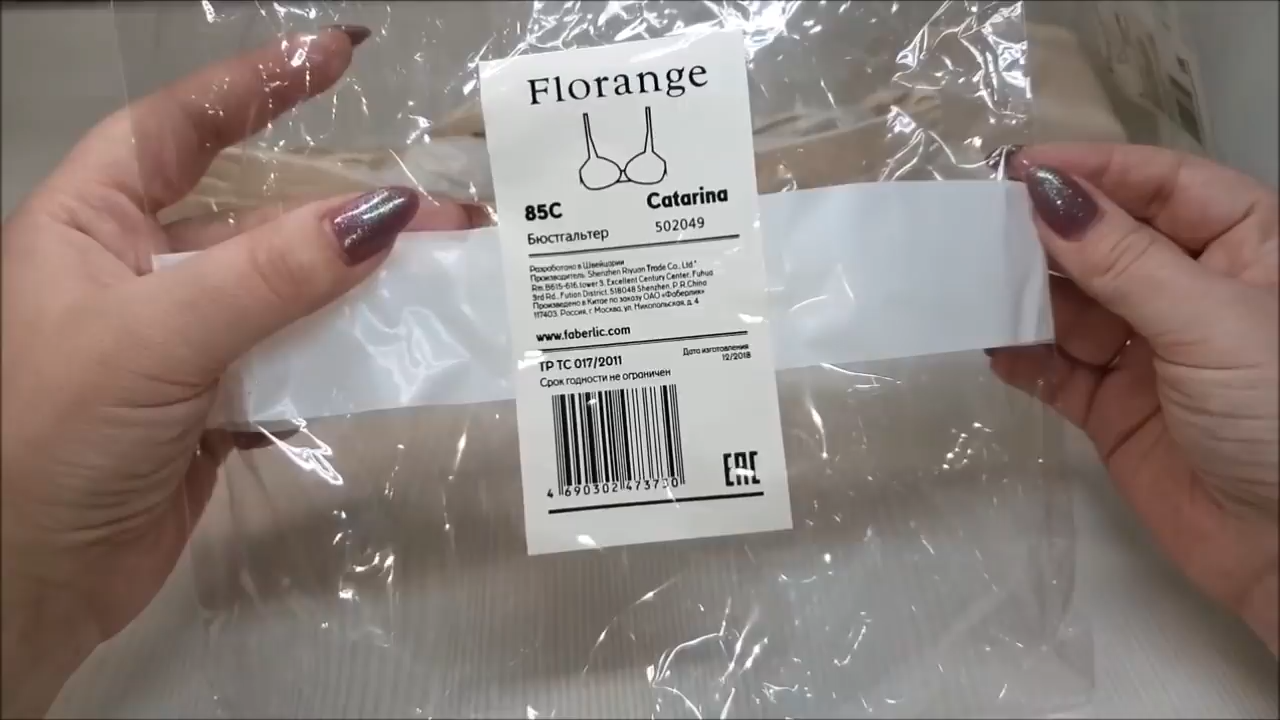 Florange
85C Catarina
Бюстгальтер 502049
Разработано в Швейцарии
Производитель: Shenzhen Riyuan Trade Co., Ltd."
Rm. B615-616, tower 3, Excellent Century Center, Fuhua
3rd Rd., Futian District, 518048 Shenzhen, P.R.China
Произведено в Китае по заказу ОАО «Фаберлик»
117403, Россия, г. Москва, ул. Никопольская, д. 4
www.faberlic.com
ТР ТС 017/2011 Дата изготовления
Срок годности не ограничен 12/2018
4 690302 473730
EAC